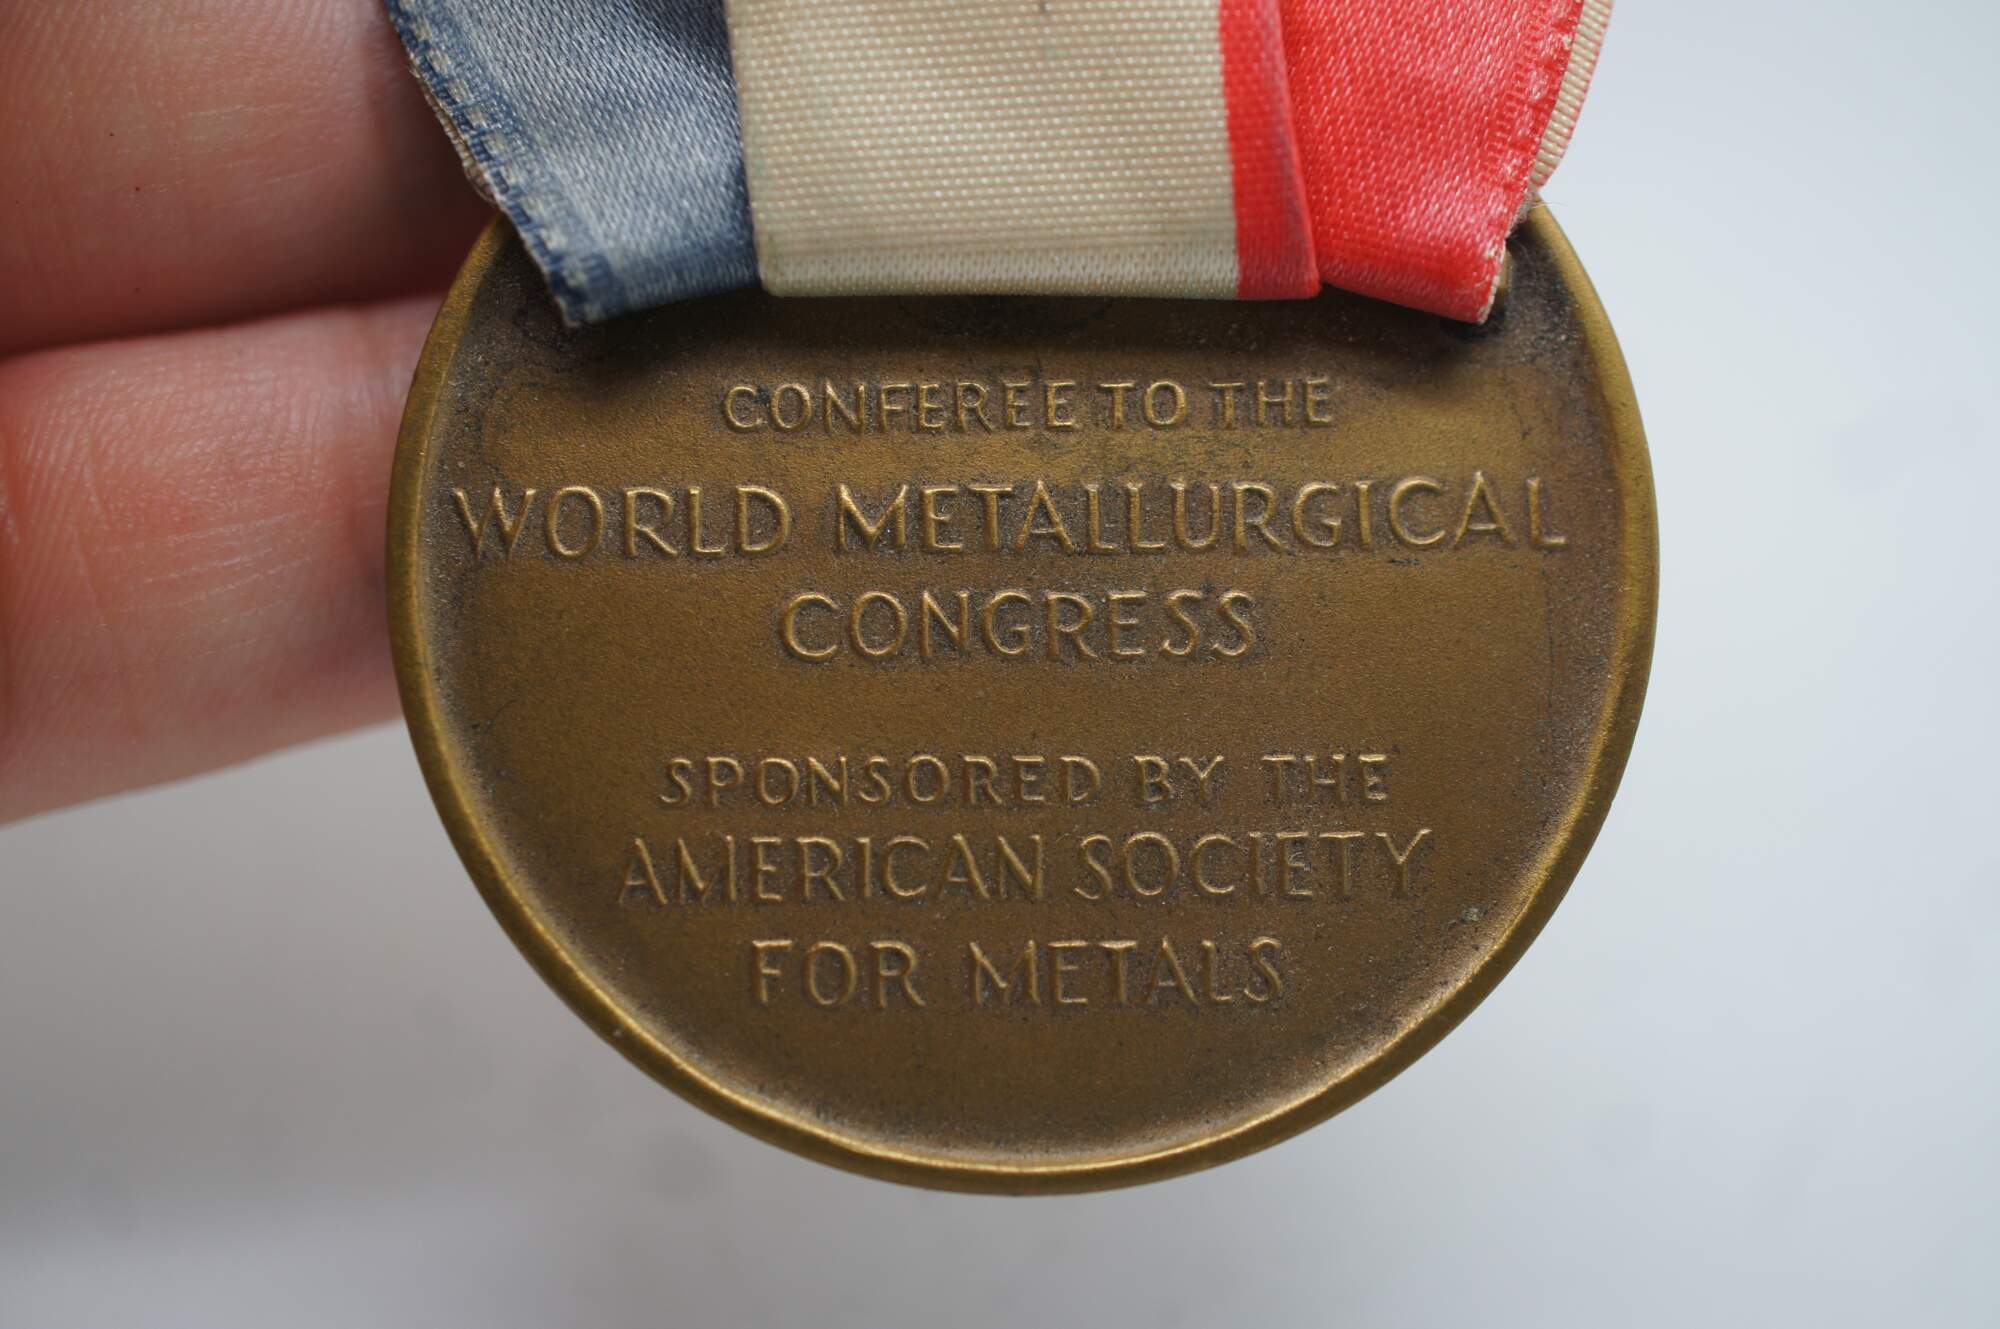 CONFEREE TO THE
WORLD METALLURGICAL
CONGRESS
SPONSORED BY THE
AMERICAN SOCIETY
FOR METALS